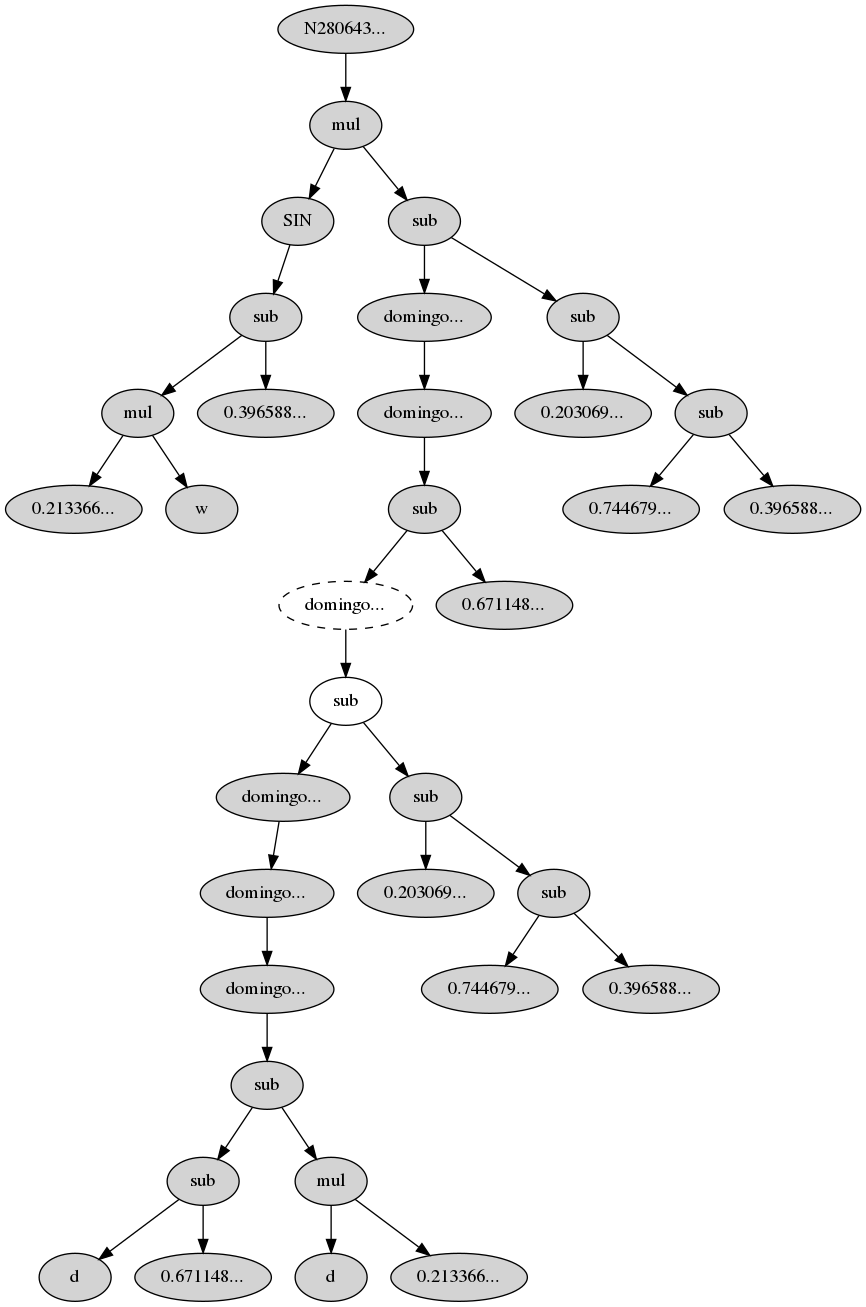 N280643...
mul
SIN sub
sub domingo... sub
mul 0.396588... domingo... 0.203069... sub
0.213366... w sub 0.744679... 0.396588...
domingo... 0.671148...
sub
domingo... sub
domingo... 0.203069... sub
domingo... 0.744679... 0.396588...
sub
sub mul
d 0.671148... d 0.213366...